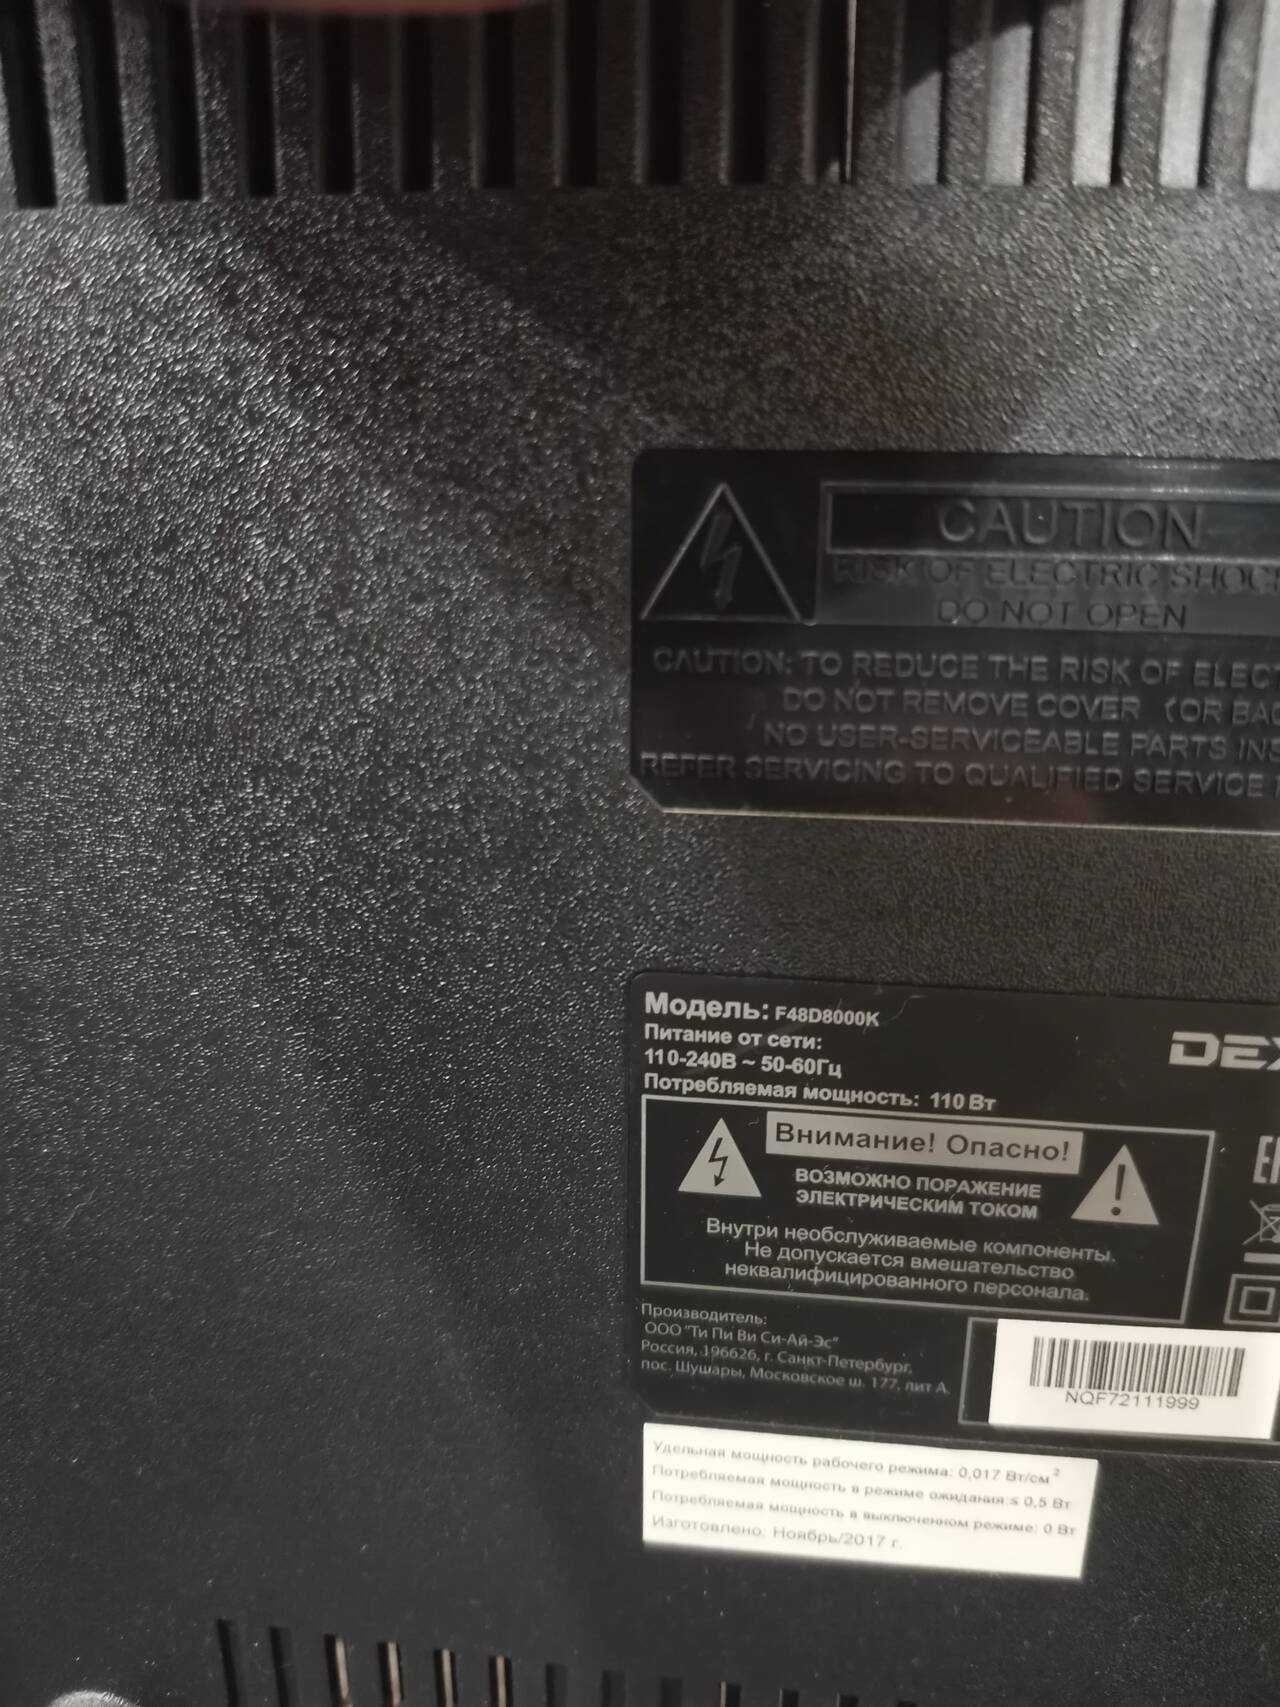 CAUTION
RISK OF ELECTRIC SHOC
DO NOT OPEN
CAUTION: TO REDUCE THE RISK OF ELEC
DO NOT REMOVE COVER (OR BA
NO USER-SERVICEABLE PARTS INS
REFER SERVICING TO QUALIFIED SERVICE
Модель: F48D8000K
Питание от сети:
110-240В ~ 50-60Гц
Потребляемая мощность: 110 Вт
DEX
Внимание! Опасно!
ВОЗМОЖНО ПОРАЖЕНИЕ
ЭЛЕКТРИЧЕСКИМ ТОКОМ
Внутри необслуживаемые компоненты.
Не допускается вмешательство
неквалифицированного персонала.
Производитель:
ООО "Ти Пи Ви Си-Ай-Эс"
Россия, 196626, г. Санкт-Петербург,
пос. Шушары, Московское ш. 177, лит А.
NQF72111999
Удельная мощность рабочего режима: 0,017 Вт/см²
Потребляемая мощность в режиме ожидания:≤ 0,5 Вт
Потребляемая мощность в выключенном режиме: 0 Вт
Изготовлено: Ноябрь/2017 г.